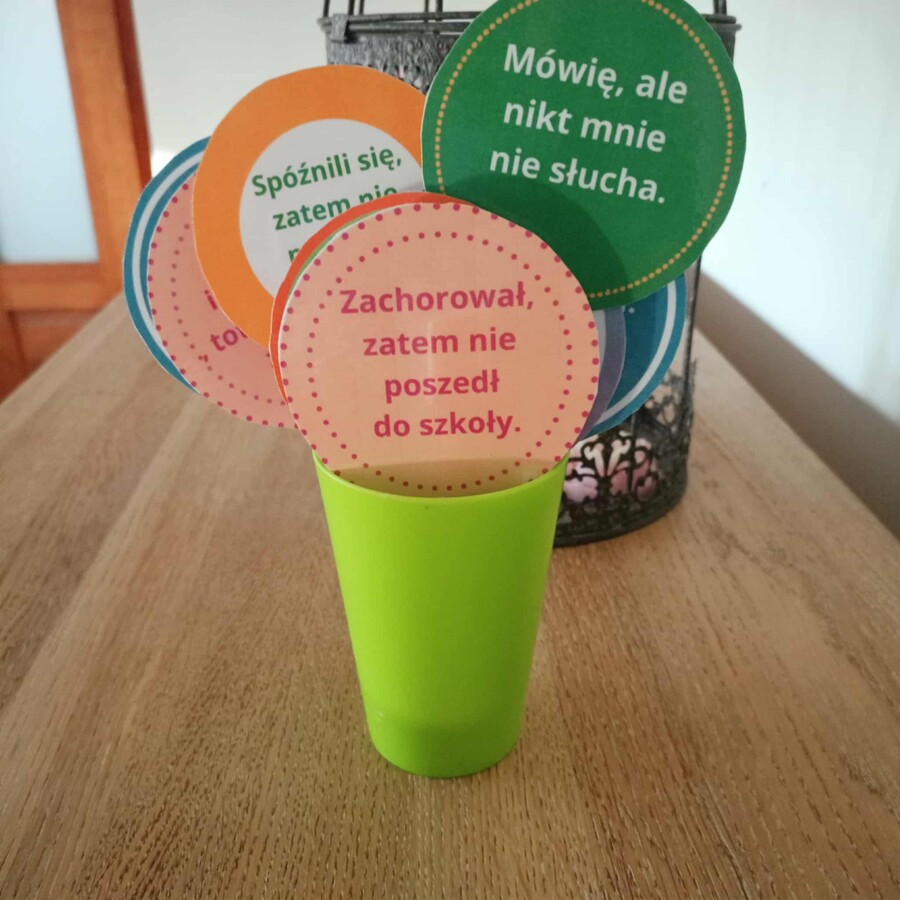 Mówię, ale
nikt mnie
nie słucha.
Spóźnili się,
zatem nie
Zachorował,
zatem nie
poszedł
do szkoły.